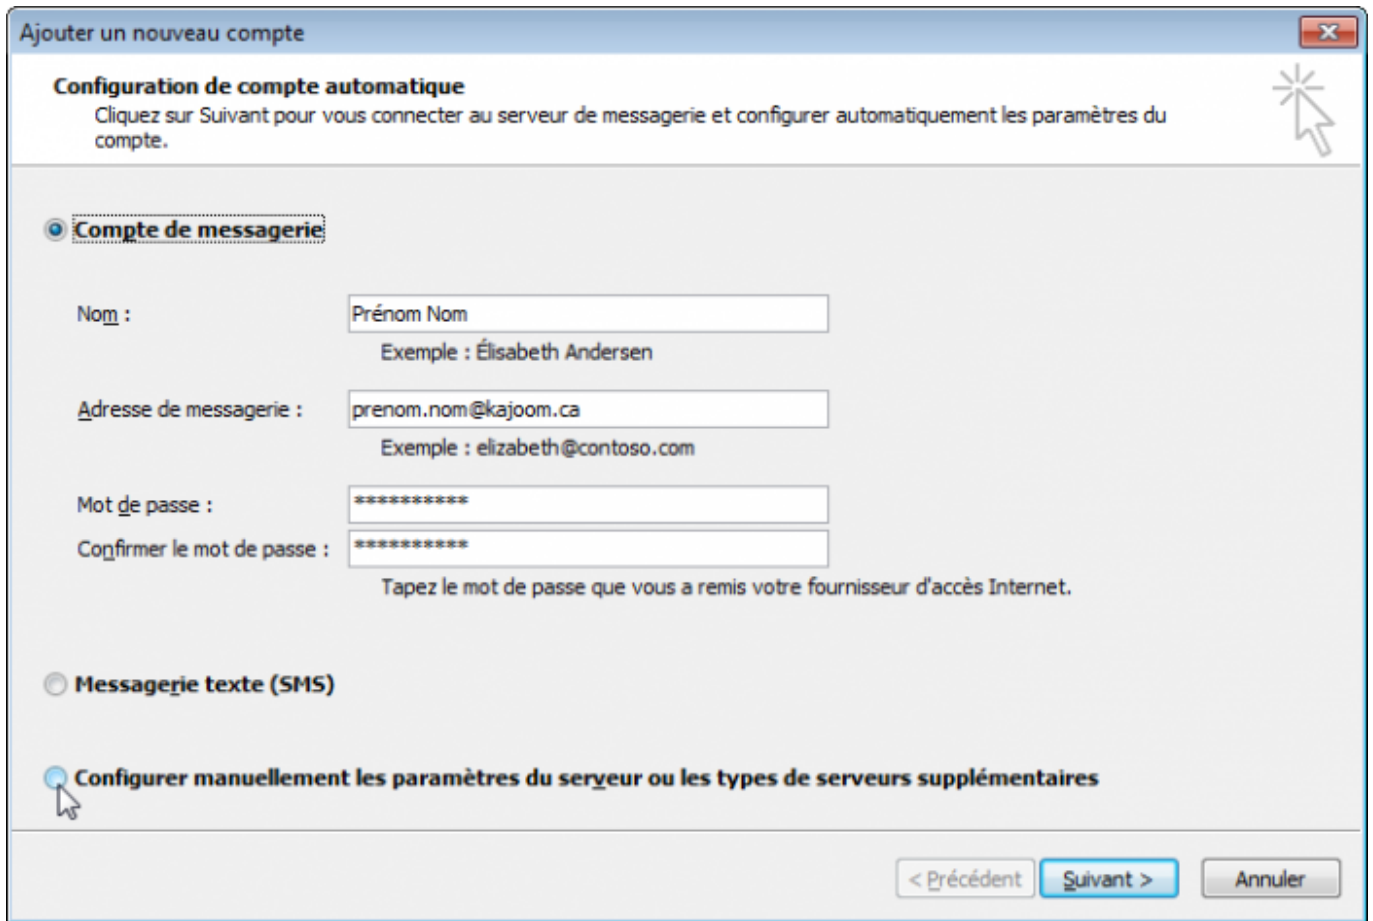 Ajouter un nouveau compte
Configuration de compte automatique
Cliquez sur Suivant pour vous connecter au serveur de messagerie et configurer automatiquement les paramètres du
compte.
Compte de messagerie
Nom :
Prénom Nom
Exemple : Élisabeth Andersen
Adresse de messagerie :
prenom.nom@kajoom.ca
Exemple : elizabeth@contoso.com
Mot de passe :
**********
Confirmer le mot de passe :
**********
Tapez le mot de passe que vous a remis votre fournisseur d'accès Internet.
Messagerie texte (SMS)
Configurer manuellement les paramètres du serveur ou les types de serveurs supplémentaires
< Précédent
Suivant >
Annuler